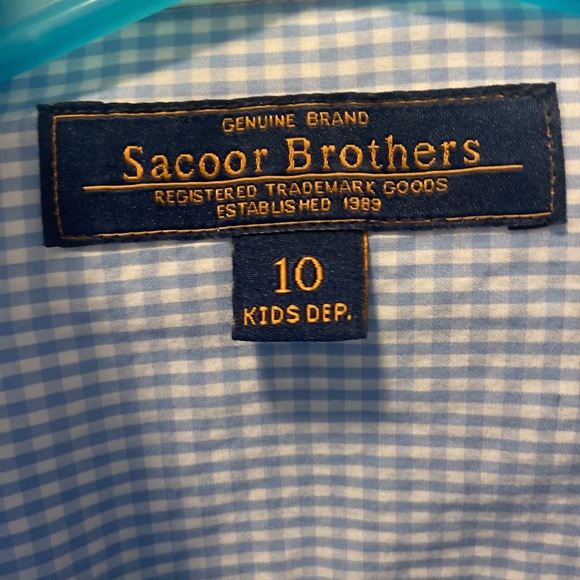 GENUINE BRAND
Sacoor Brothers
REGISTERED TRADEMARK GOODS
ESTABLISHED 1989
10
KIDS DEP.